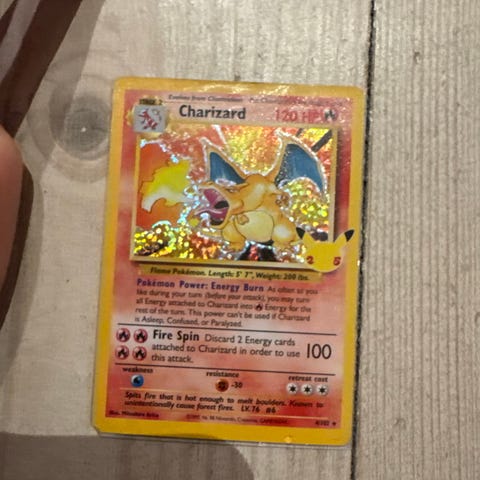 STAGE 2
Evolves from Charmeleon
Charizard 120 HP
25
Flame Pokémon. Length: 5' 7", Weight: 200 lbs.
Pokémon Power: Energy Burn As often as you
like during your turn (before your attack), you may turn
all Energy attached to Charizard into Energy for the
rest of the turn. This power can't be used if Charizard
is Asleep, Confused, or Paralyzed.
Fire Spin Discard 2 Energy cards
attached to Charizard in order to use
this attack.
100
weakness resistance retreat cost
-30
Spits fire that is hot enough to melt boulders. Known to
unintentionally cause forest fires. LV.76 #6
Illus. Mitsuhiro Arita
4/102